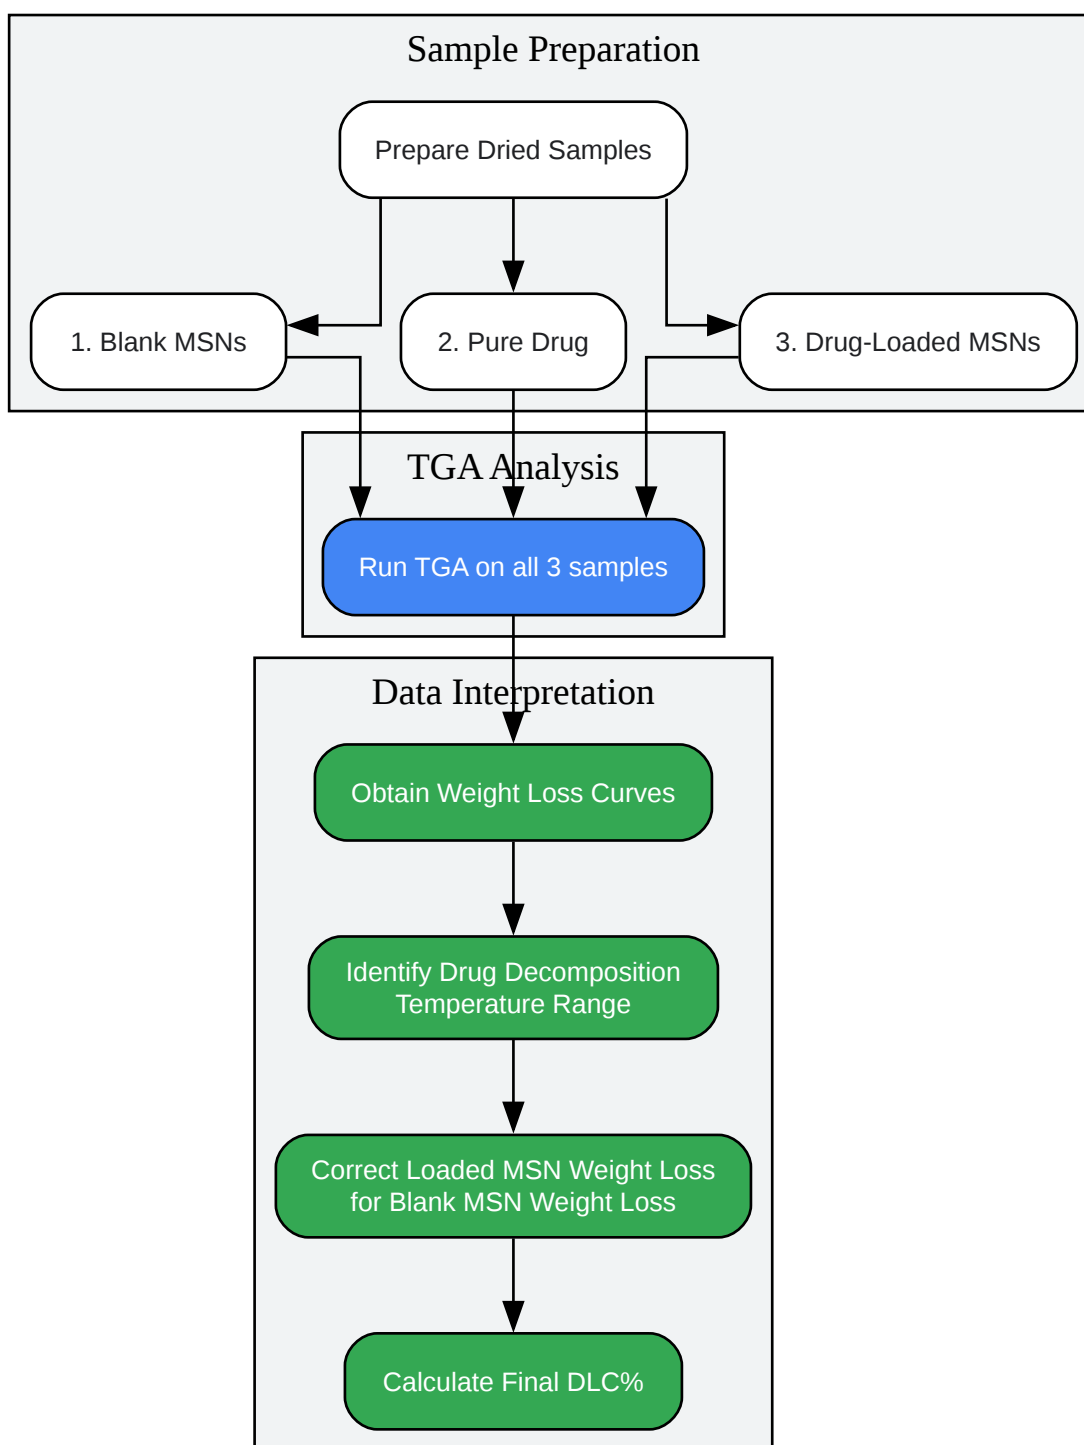 Sample Preparation
Prepare Dried Samples
1. Blank MSNs
2. Pure Drug
3. Drug-Loaded MSNs
TGA Analysis
Run TGA on all 3 samples
Data Interpretation
Obtain Weight Loss Curves
Identify Drug Decomposition
Temperature Range
Correct Loaded MSN Weight Loss
for Blank MSN Weight Loss
Calculate Final DLC%